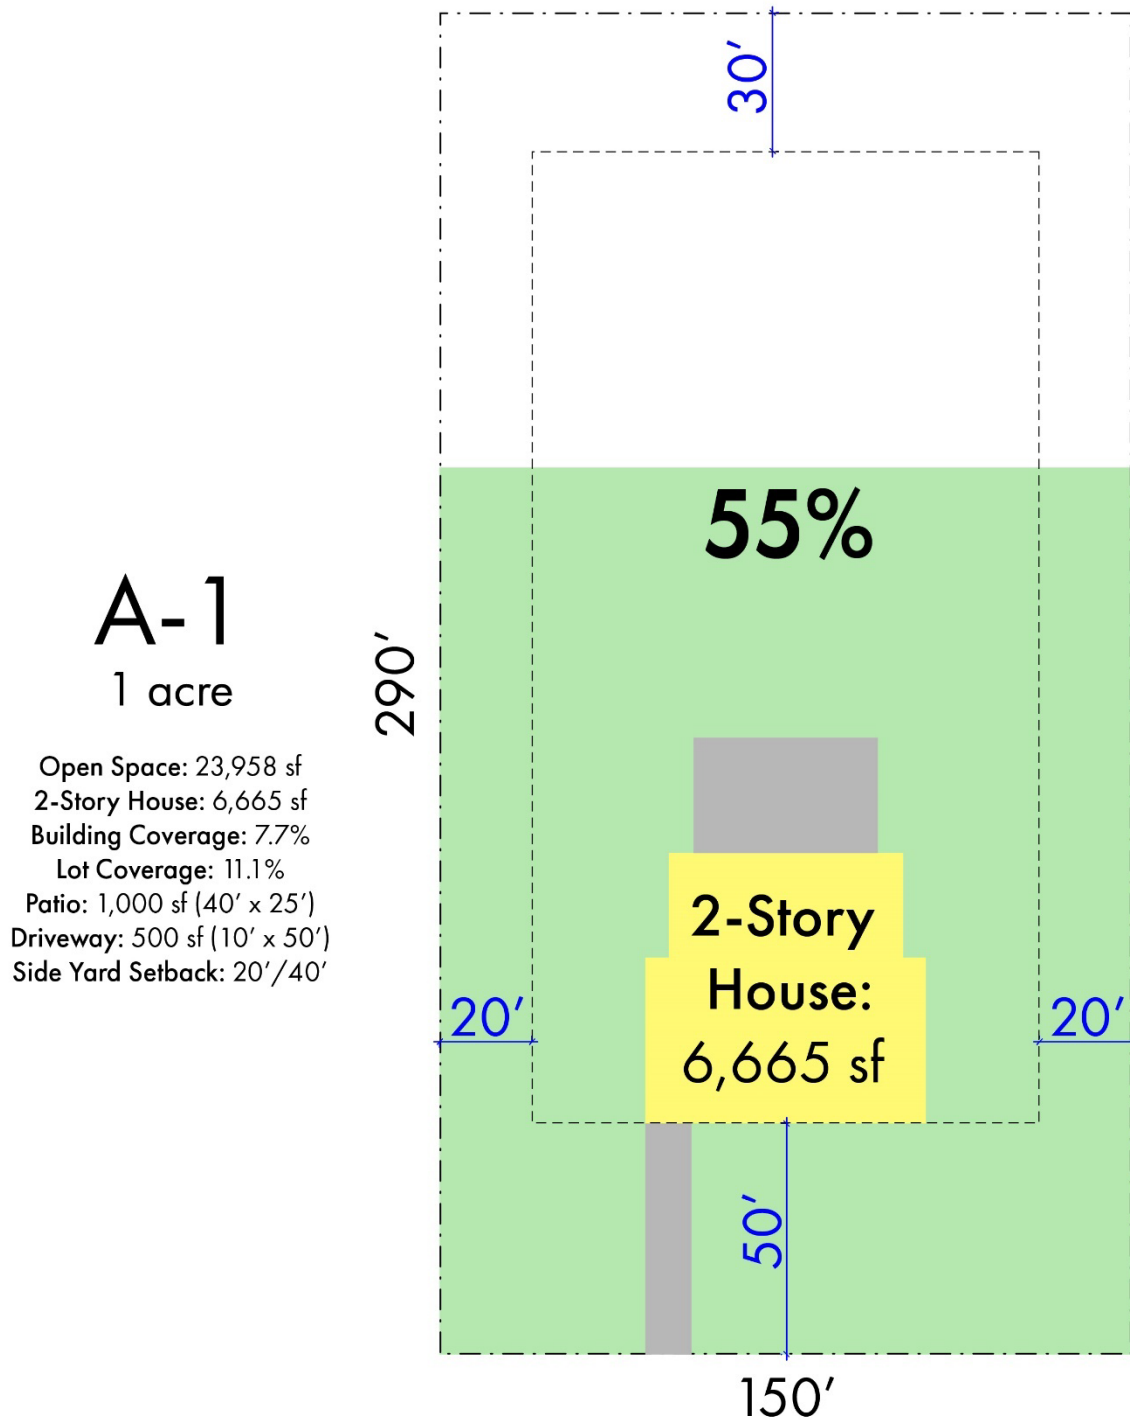 30′
55%
A-1
1 acre
290′
Open Space: 23,958 sf
2-Story House: 6,665 sf
Building Coverage: 7.7%
Lot Coverage: 11.1%
Patio: 1,000 sf (40′ x 25′)
Driveway: 500 sf (10′ x 50′)
Side Yard Setback: 20′/40′
2-Story
House:
6,665 sf
20′
20′
50′
150′